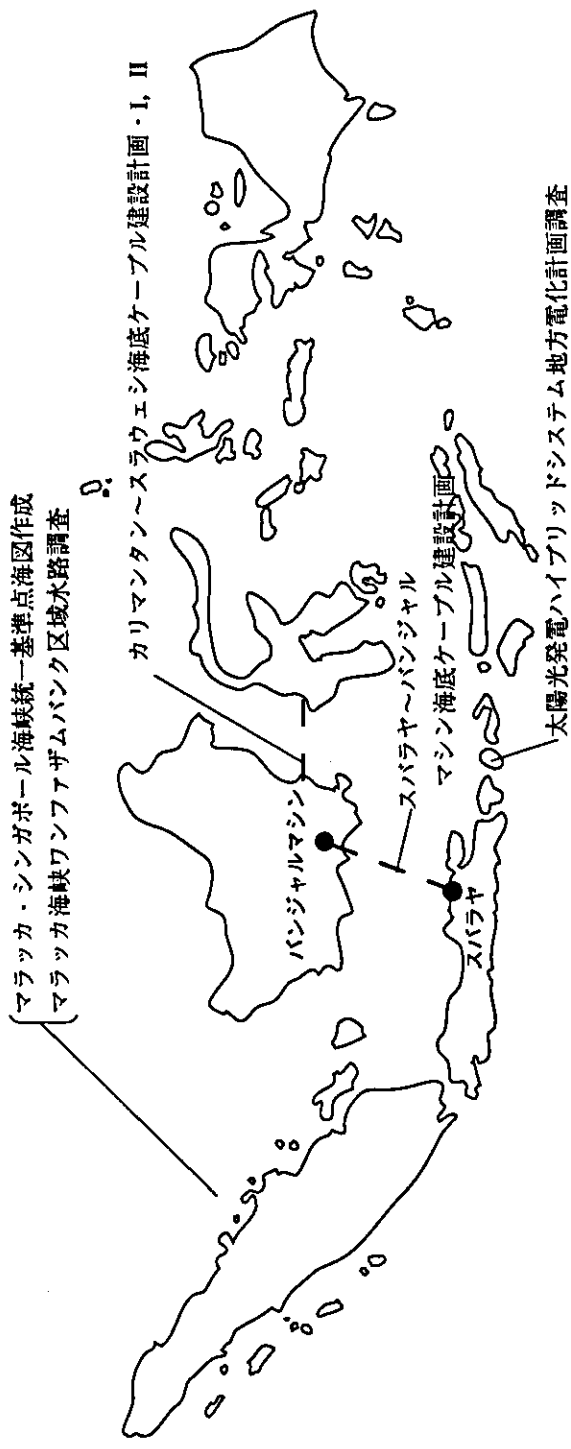 マラッカ・シンガポール海峡統一基準点海図作成
マラッカ海峡ワンファザムバンク区域水路調査
カリマンタン～スラウェシ海底ケーブル建設計画・I, II
バンジャルマシン
スバラヤ～バンジャル
マシン海底ケーブル建設計画
スバラヤ
太陽光発電ハイブリッドシステム地方電化計画調査